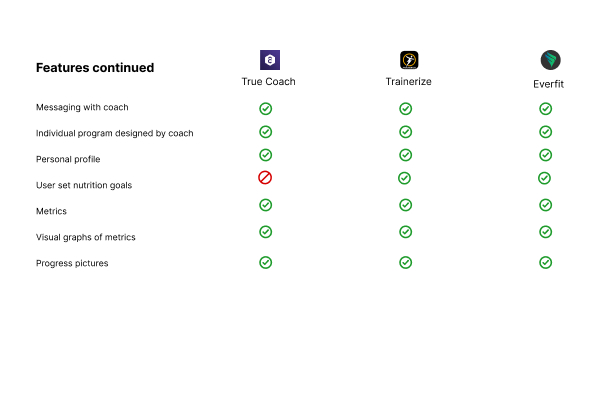 Features continued
True Coach
Trainerize
Everfit
Messaging with coach
Individual program designed by coach
Personal profile
User set nutrition goals
Metrics
Visual graphs of metrics
Progress pictures